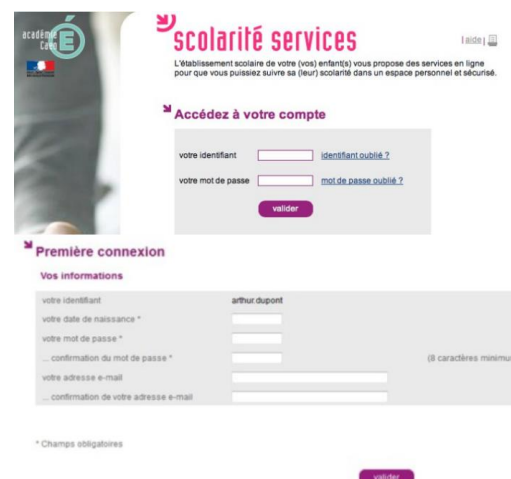 académie
Caen
é
scolarité services
| aide |
L'établissement scolaire de votre (vos) enfant(s) vous propose des services en ligne
pour que vous puissiez suivre sa (leur) scolarité dans un espace personnel et sécurisé.
Accédez à votre compte
votre identifiant identifiant oublié ?
votre mot de passe mot de passe oublié ?
valider
Première connexion
Vos informations
votre identifiant arthur.dupont
votre date de naissance *
votre mot de passe *
... confirmation du mot de passe * (8 caractères minimu
votre adresse e-mail
... confirmation de votre adresse e-mail
* Champs obligatoires
valider